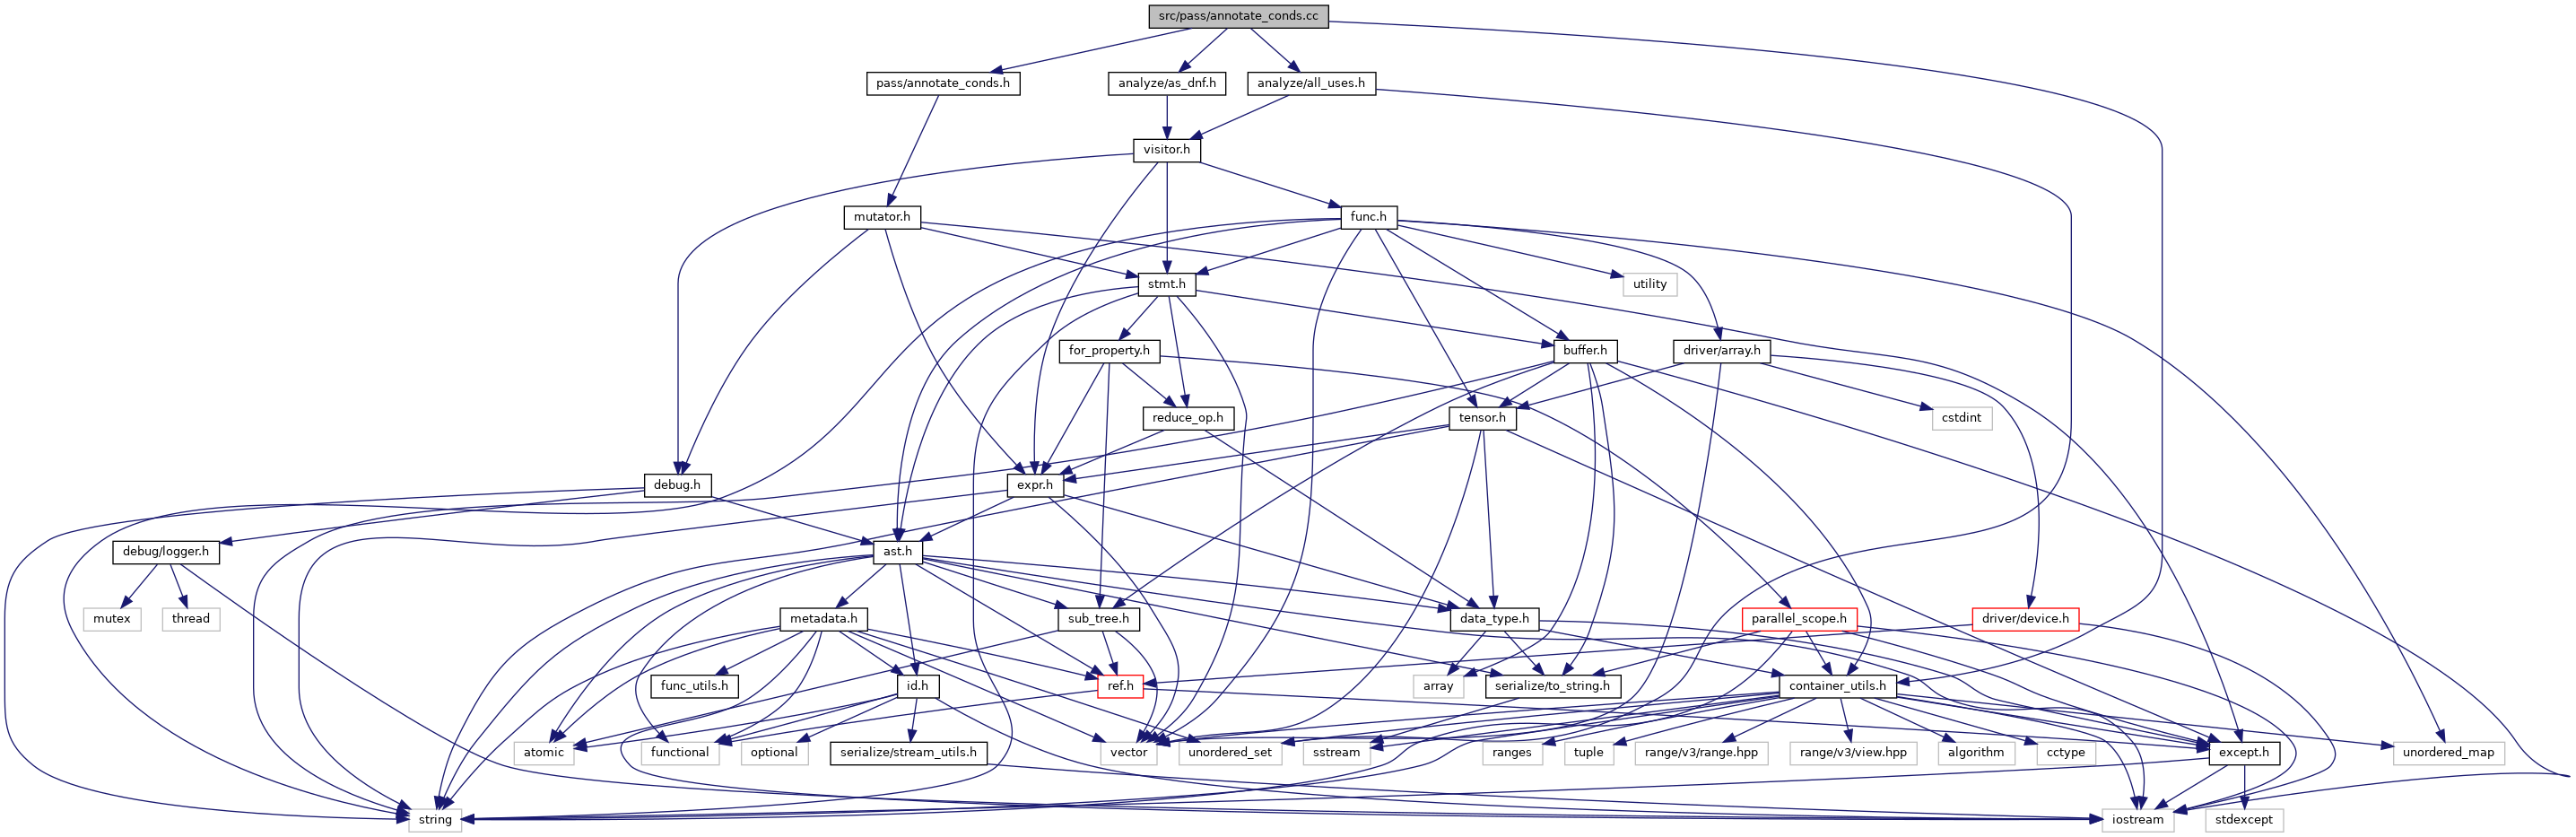 src/pass/annotate_conds.cc
pass/annotate_conds.h
analyze/as_dnf.h
analyze/all_uses.h
visitor.h
mutator.h
func.h
stmt.h
utility
for_property.h
buffer.h
driver/array.h
reduce_op.h
tensor.h
cstdint
debug.h
expr.h
debug/logger.h
ast.h
mutex
thread
metadata.h
sub_tree.h
data_type.h
parallel_scope.h
driver/device.h
func_utils.h
id.h
ref.h
array
serialize/to_string.h
container_utils.h
atomic
functional
optional
serialize/stream_utils.h
vector
unordered_set
sstream
ranges
tuple
range/v3/range.hpp
range/v3/view.hpp
algorithm
cctype
except.h
unordered_map
string
iostream
stdexcept